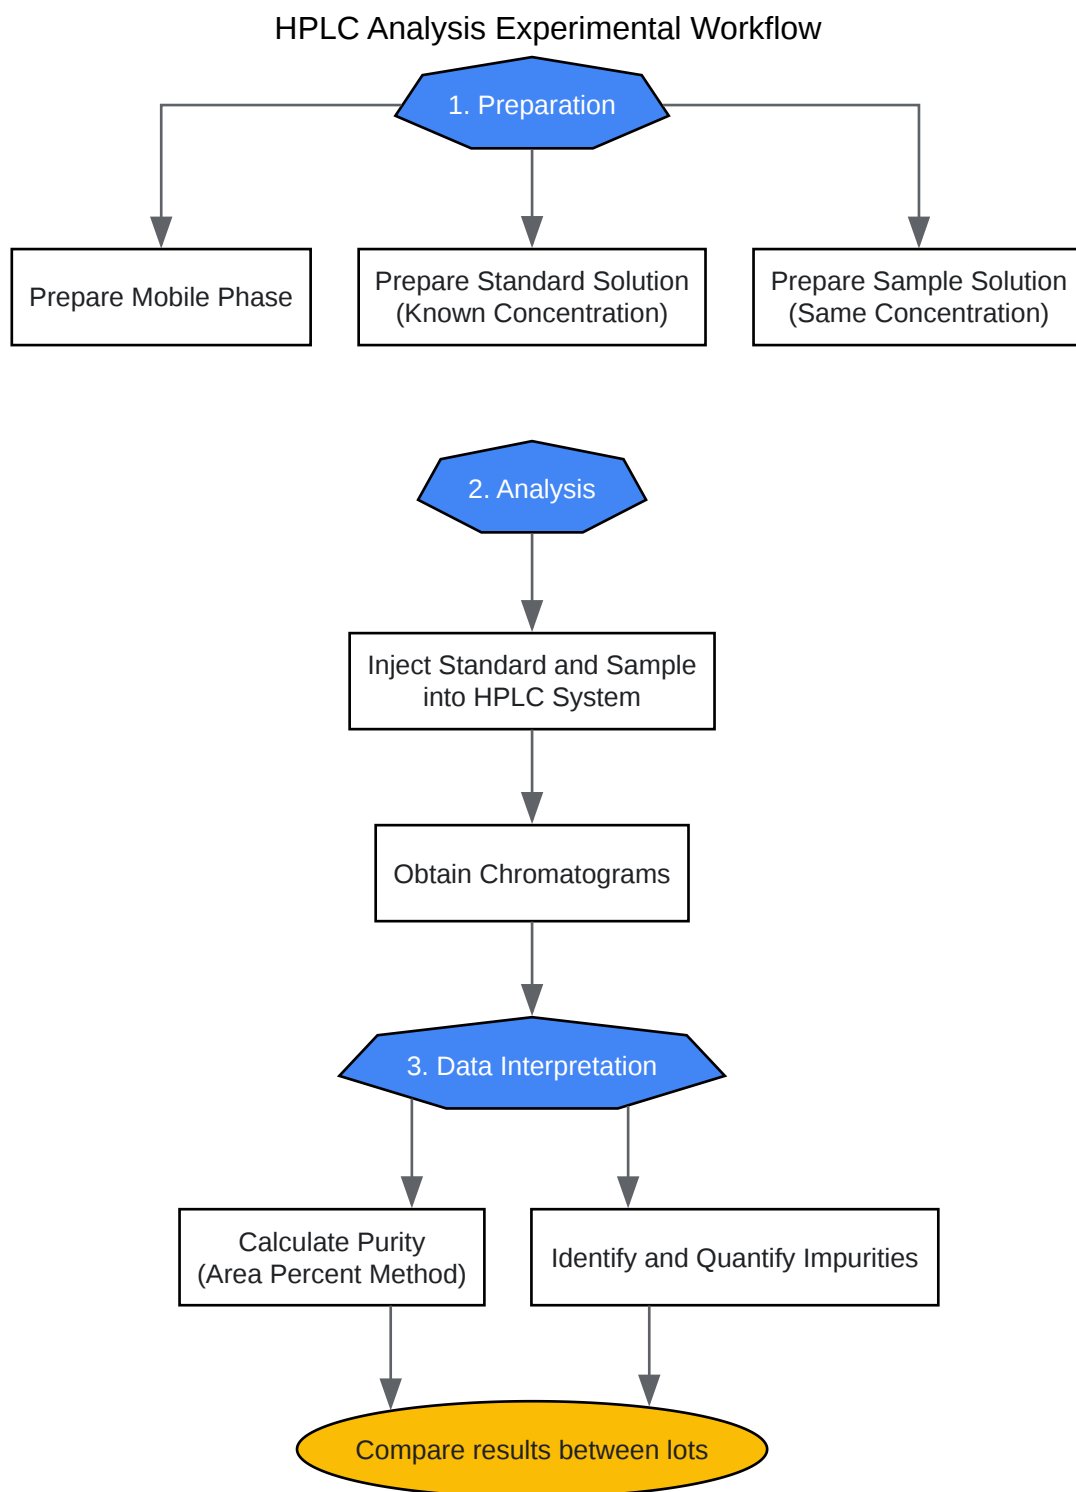 HPLC Analysis Experimental Workflow
1. Preparation
Prepare Mobile Phase
Prepare Standard Solution
(Known Concentration)
Prepare Sample Solution
(Same Concentration)
2. Analysis
Inject Standard and Sample
into HPLC System
Obtain Chromatograms
3. Data Interpretation
Calculate Purity
(Area Percent Method)
Identify and Quantify Impurities
Compare results between lots